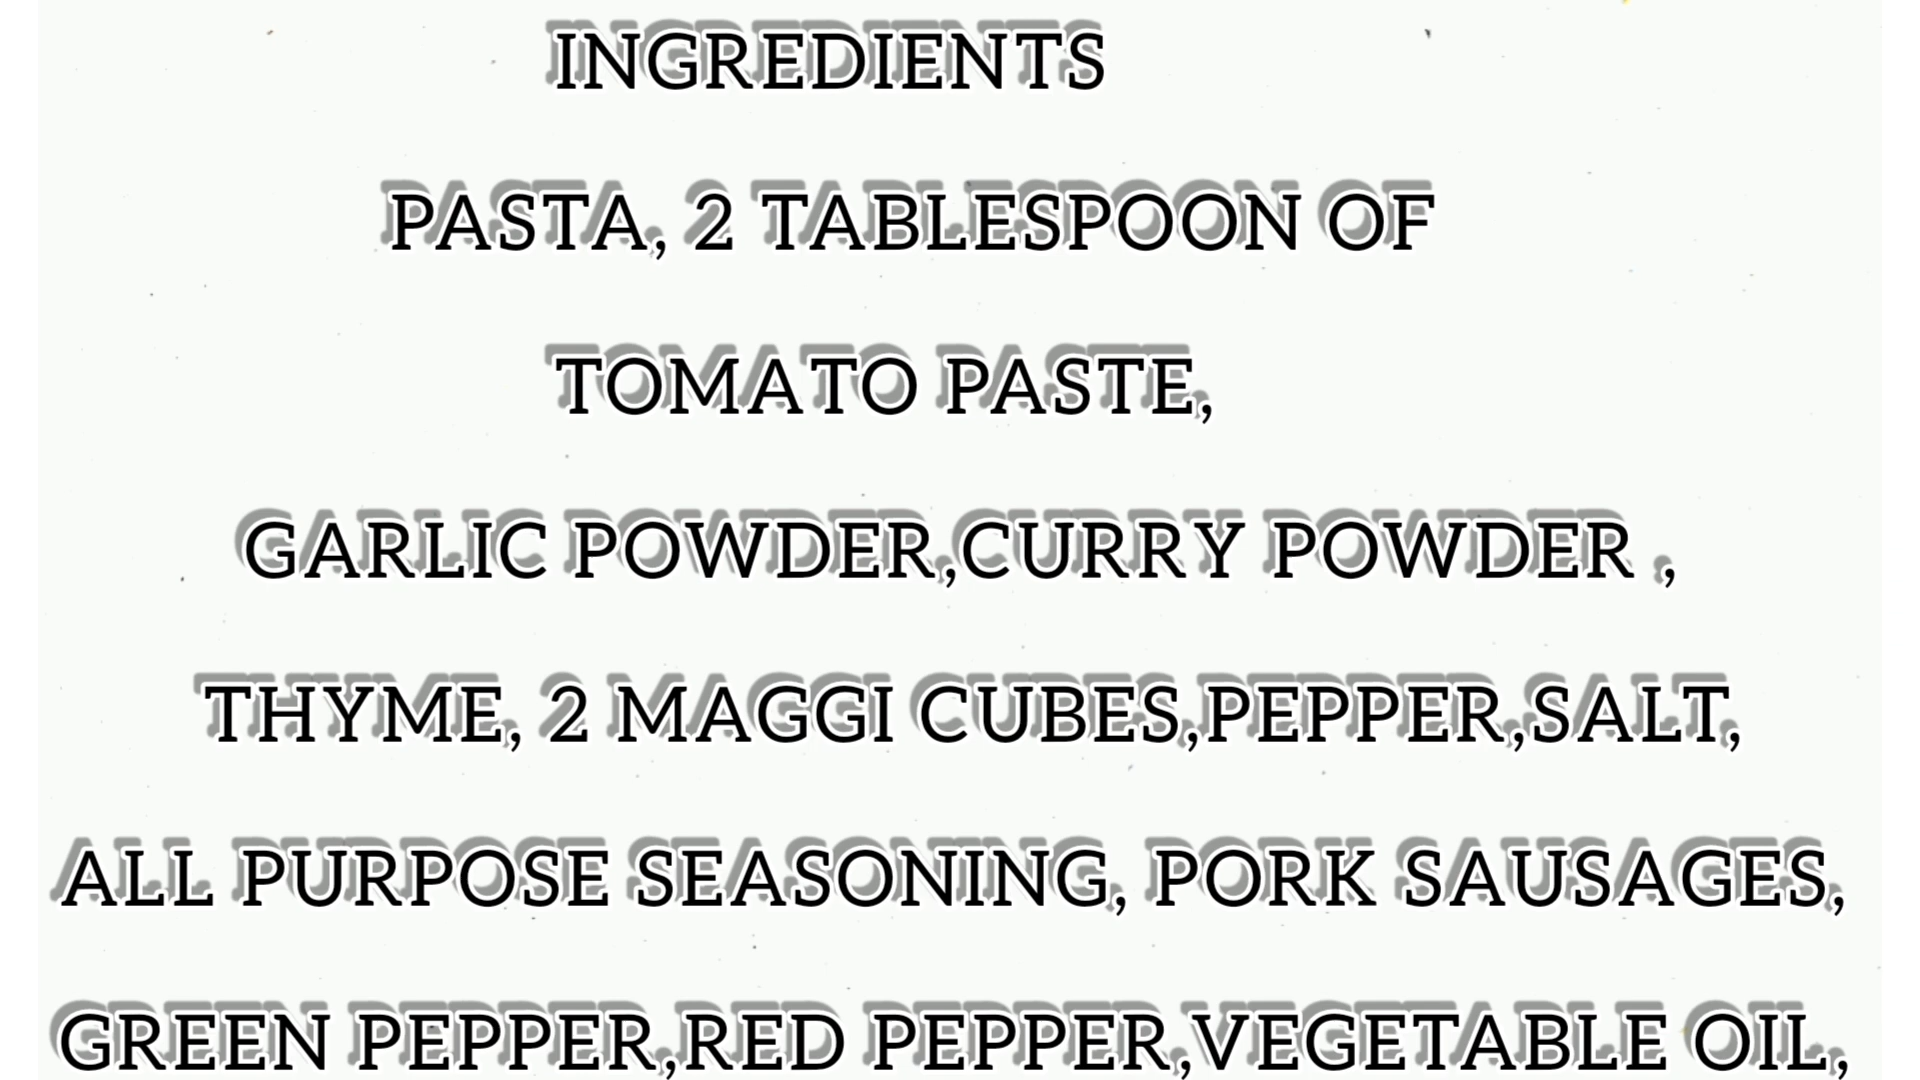 INGREDIENTS
PASTA, 2 TABLESPOON OF
TOMATO PASTE,
GARLIC POWDER,CURRY POWDER ,
THYME, 2 MAGGI CUBES,PEPPER,SALT,
ALL PURPOSE SEASONING, PORK SAUSAGES,
GREEN PEPPER,RED PEPPER,VEGETABLE OIL,